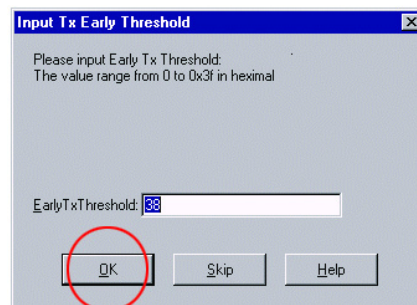 Input Tx Early Threshold
Please input Early Tx Threshold:
The value range from 0 to 0x3f in heximal
EarlyTxThreshold: 38
OK Skip Help